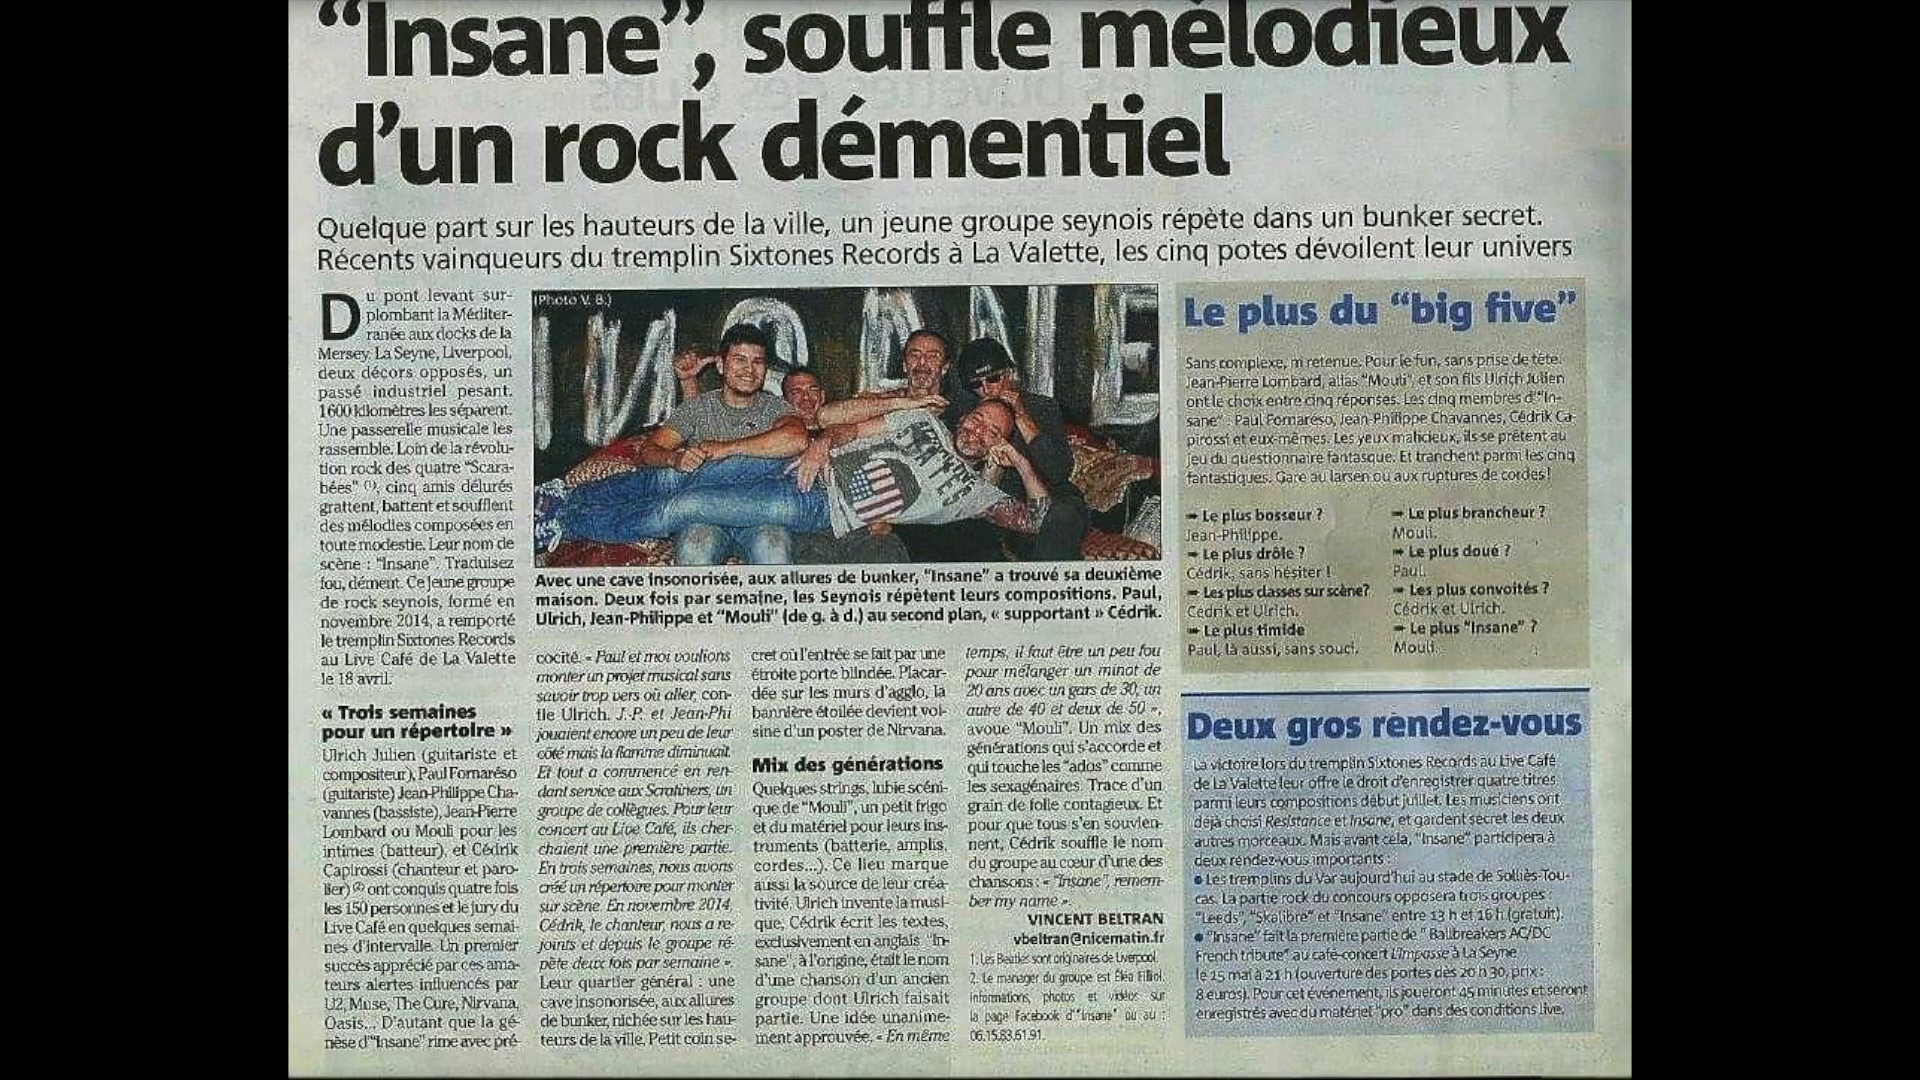 “Insane”, souffle mélodieux
d’un rock démentiel
Quelque part sur les hauteurs de la ville, un jeune groupe seynois répète dans un bunker secret.
Récents vainqueurs du tremplin Sixtones Records à La Valette, les cinq potes dévoilent leur univers
Du pont levant sur-
plombant la Méditer-
ranée aux docks de la
Mersey. La Seyne, Liverpool,
deux décors opposés, un
passé industriel pesant.
1600 kilomètres les séparent.
Une passerelle musicale les
rassemble. Loin de la révolu-
tion rock des quatre “Scara-
bées” (1), cinq amis délurés
grattent, battent et soufflent
des mélodies composées en
toute modestie. Leur nom de
scène : “Insane”. Traduisez
fou, dément. Ce jeune groupe
de rock seynois, formé en
novembre 2014, a remporté
le tremplin Sixtones Records
au Live Café de La Valette
le 18 avril.
« Trois semaines
pour un répertoire »
Ulrich Julien (guitariste et
compositeur), Paul Fornaréso
(guitariste) Jean-Philippe Cha-
vannes (bassiste), Jean-Pierre
Lombard ou Mouli pour les
intimes (batteur), et Cédrik
Capirossi (chanteur et paro-
lier) (2) ont conquis quatre fois
les 150 personnes et le jury du
Live Café en quelques semai-
nes d’intervalle. Un premier
succès apprécié par ces ama-
teurs alertes influencés par
U2, Muse, The Cure, Nirvana,
Oasis... D’autant que la gé-
nèse d’“Insane” rime avec pré-
(Photo V. B.)
INSANE
Avec une cave insonorisée, aux allures de bunker, “Insane” a trouvé sa deuxième
maison. Deux fois par semaine, les Seynois répètent leurs compositions. Paul,
Ulrich, Jean-Philippe et “Mouli” (de g. à d.) au second plan, « supportant » Cédrik.
cocité. « Paul et moi voulions
monter un projet musical sans
savoir trop vers où aller, con-
fie Ulrich. J.-P. et Jean-Phi
jouaient encore un peu de leur
côté mais la flamme diminuait.
Et tout a commencé en ren-
dant service aux Scratiners, un
groupe de collègues. Pour leur
concert au Live Café, ils cher-
chaient une première partie.
En trois semaines, nous avons
créé un répertoire pour monter
sur scène. En novembre 2014,
Cédrik, le chanteur, nous a re-
joints et depuis le groupe ré-
pète deux fois par semaine ».
Leur quartier général : une
cave insonorisée, aux allures
de bunker, nichée sur les hau-
teurs de la ville. Petit coin se-
cret où l’entrée se fait par une
étroite porte blindée. Placar-
dée sur les murs d’agglo, la
bannière étoilée devient voi-
sine d’un poster de Nirvana.
Mix des générations
Quelques strings, lubie scéni-
que de “Mouli”, un petit frigo
et du matériel pour leurs ins-
truments (batterie, amplis,
cordes...). Ce lieu marque
aussi la source de leur créa-
tivité. Ulrich invente la musi-
que, Cédrik écrit les textes,
exclusivement en anglais. “In-
sane”, à l’origine, était le nom
d’une chanson d’un ancien
groupe dont Ulrich faisait
partie. Une idée unanime-
ment approuvée. « En même
temps, il faut être un peu fou
pour mélanger un minot de
20 ans avec un gars de 30, un
autre de 40 et deux de 50 »,
avoue “Mouli”. Un mix des
générations qui s’accorde et
qui touche les “ados” comme
les sexagénaires. Trace d’un
grain de folie contagieux. Et
pour que tous s’en souvien-
nent, Cédrik souffle le nom
du groupe au cœur d’une des
chansons : « “Insane”, remem-
ber my name ».
VINCENT BELTRAN
vbeltran@nicematin.fr
1. Les Beatles sont originaires de Liverpool.
2. Le manager du groupe est Élea Filliol.
Informations, photos et vidéos sur
la page Facebook d’“Insane” ou au :
06.15.83.61.91.
Le plus du “big five”
Sans complexe, ni retenue. Pour le fun, sans prise de tête.
Jean-Pierre Lombard, alias “Mouli”, et son fils Ulrich Julien
ont le choix entre cinq réponses. Les cinq membres d’“In-
sane” : Paul Fornaréso, Jean-Philippe Chavannes, Cédrik Ca-
pirossi et eux-mêmes. Les yeux malicieux, ils se prêtent au
jeu du questionnaire fantasque. Et tranchent parmi les cinq
fantastiques. Gare au larsen ou aux ruptures de cordes !
➡ Le plus bosseur ?
Jean-Philippe.
➡ Le plus drôle ?
Cédrik, sans hésiter !
➡ Les plus classes sur scène?
Cédrik et Ulrich.
➡ Le plus timide
Paul, là aussi, sans souci.
➡ Le plus brancheur ?
Mouli.
➡ Le plus doué ?
Paul.
➡ Les plus convoités ?
Cédrik et Ulrich.
➡ Le plus “Insane” ?
Mouli.
Deux gros rendez-vous
La victoire lors du tremplin Sixtones Records au Live Café
de La Valette leur offre le droit d’enregistrer quatre titres
parmi leurs compositions début juillet. Les musiciens ont
déjà choisi Resistance et Insane, et gardent secret les deux
autres morceaux. Mais avant cela, “Insane” participera à
deux rendez-vous importants :
● Les tremplins du Var aujourd’hui au stade de Solliès-Tou-
cas. La partie rock du concours opposera trois groupes :
“Leeds”, “Skalibre” et “Insane” entre 13 h et 16 h (gratuit).
● “Insane” fait la première partie de “ Ballbreakers AC/DC
French tribute” au café-concert L’Impasse à La Seyne
le 15 mai à 21 h (ouverture des portes dès 20 h 30, prix :
8 euros). Pour cet événement, ils joueront 45 minutes et seront
enregistrés avec du matériel “pro” dans des conditions live.